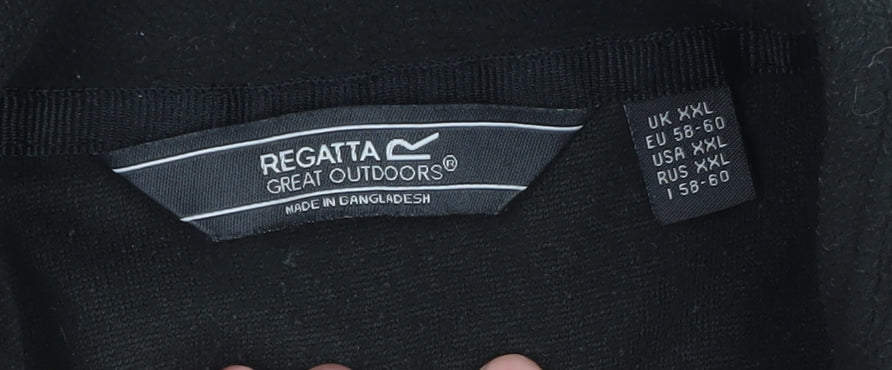 REGATTA
GREAT OUTDOORS®
MADE IN BANGLADESH
UK XXL
EU 58-60
USA XXL
RUS XXL
I 58-60